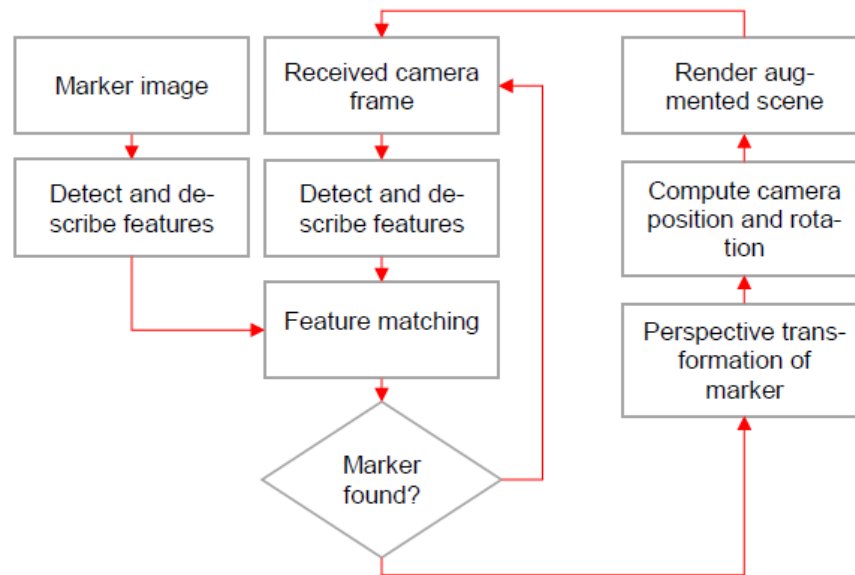 Marker image
Detect and de-
scribe features
Received camera
frame
Detect and de-
scribe features
Feature matching
Marker
found?
Render aug-
mented scene
Compute camera
position and rota-
tion
Perspective trans-
formation of
marker